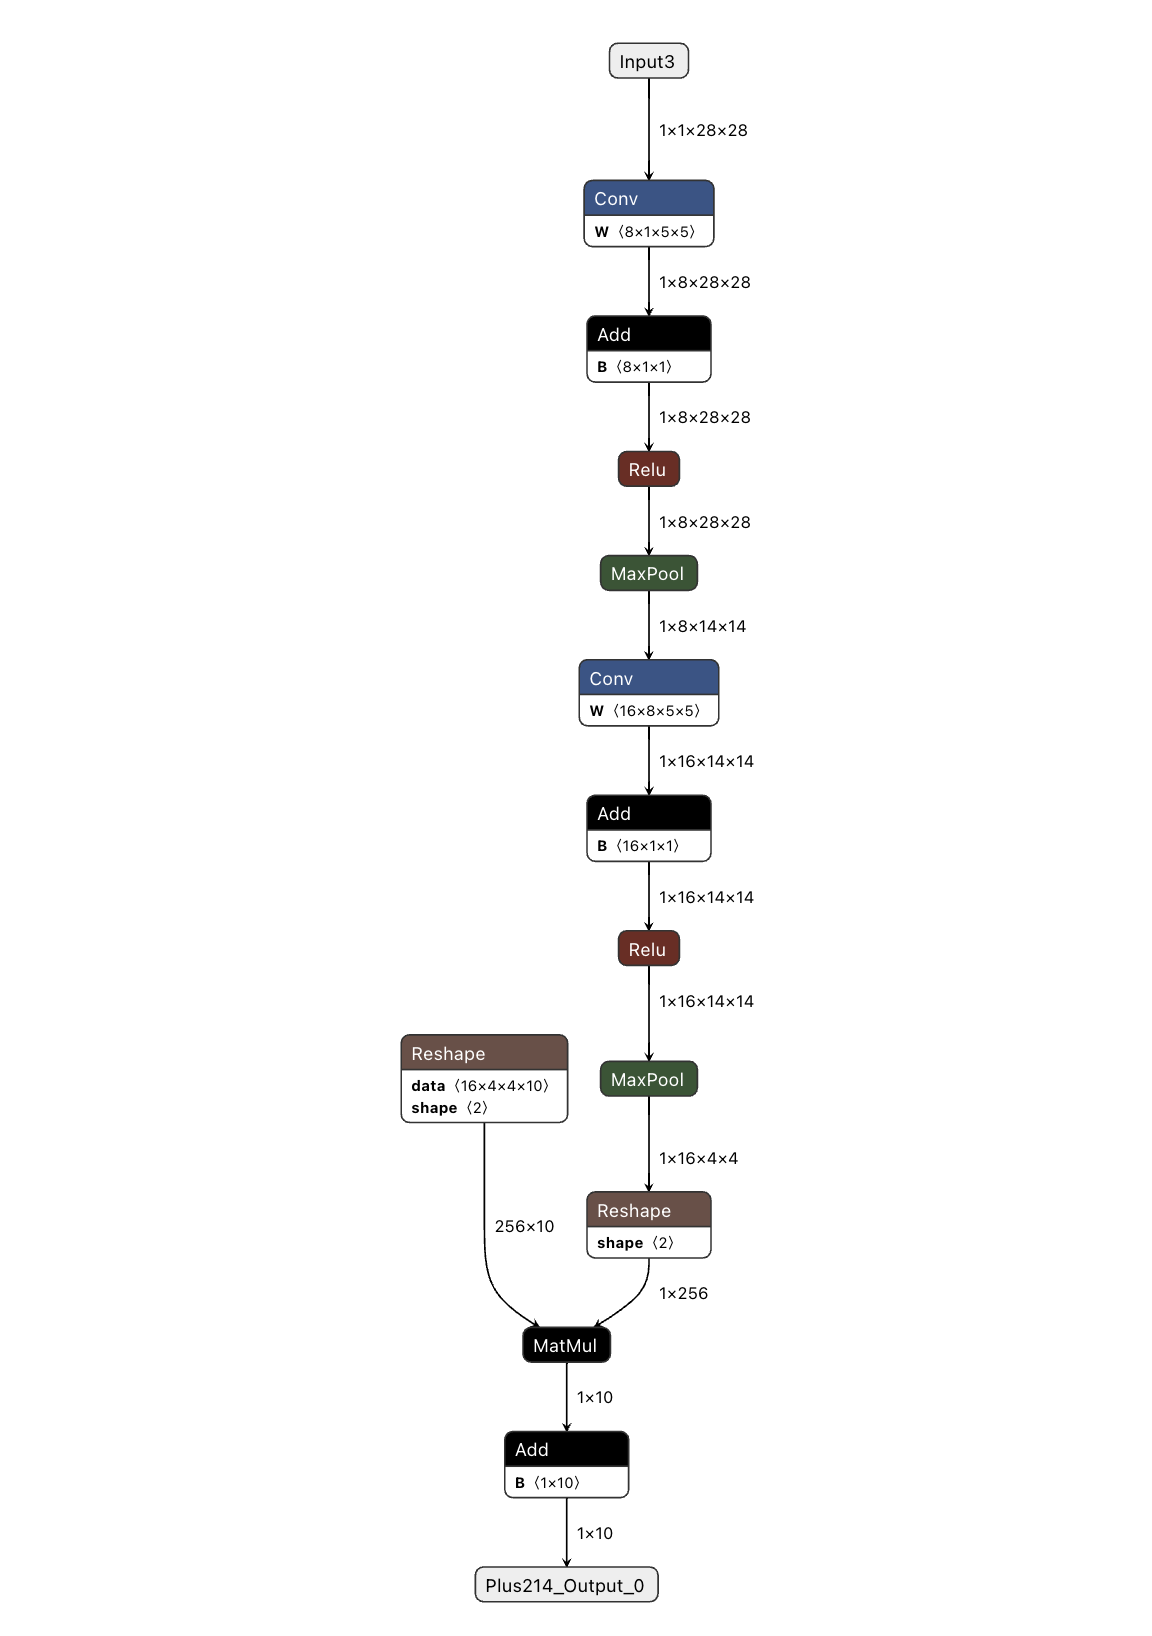 Input3
1×1×28×28
Conv
W ⟨8×1×5×5⟩
1×8×28×28
Add
B ⟨8×1×1⟩
1×8×28×28
Relu
1×8×28×28
MaxPool
1×8×14×14
Conv
W ⟨16×8×5×5⟩
1×16×14×14
Add
B ⟨16×1×1⟩
1×16×14×14
Relu
1×16×14×14
Reshape
data ⟨16×4×4×10⟩
shape ⟨2⟩
MaxPool
1×16×4×4
Reshape
shape ⟨2⟩
256×10
1×256
MatMul
1×10
Add
B ⟨1×10⟩
1×10
Plus214_Output_0